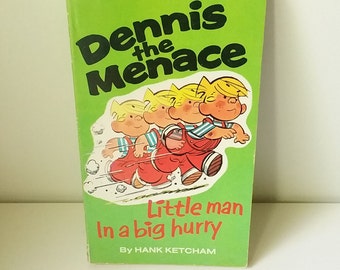 Dennis
the
Menace
Little man
In a big hurry
By HANK KETCHAM